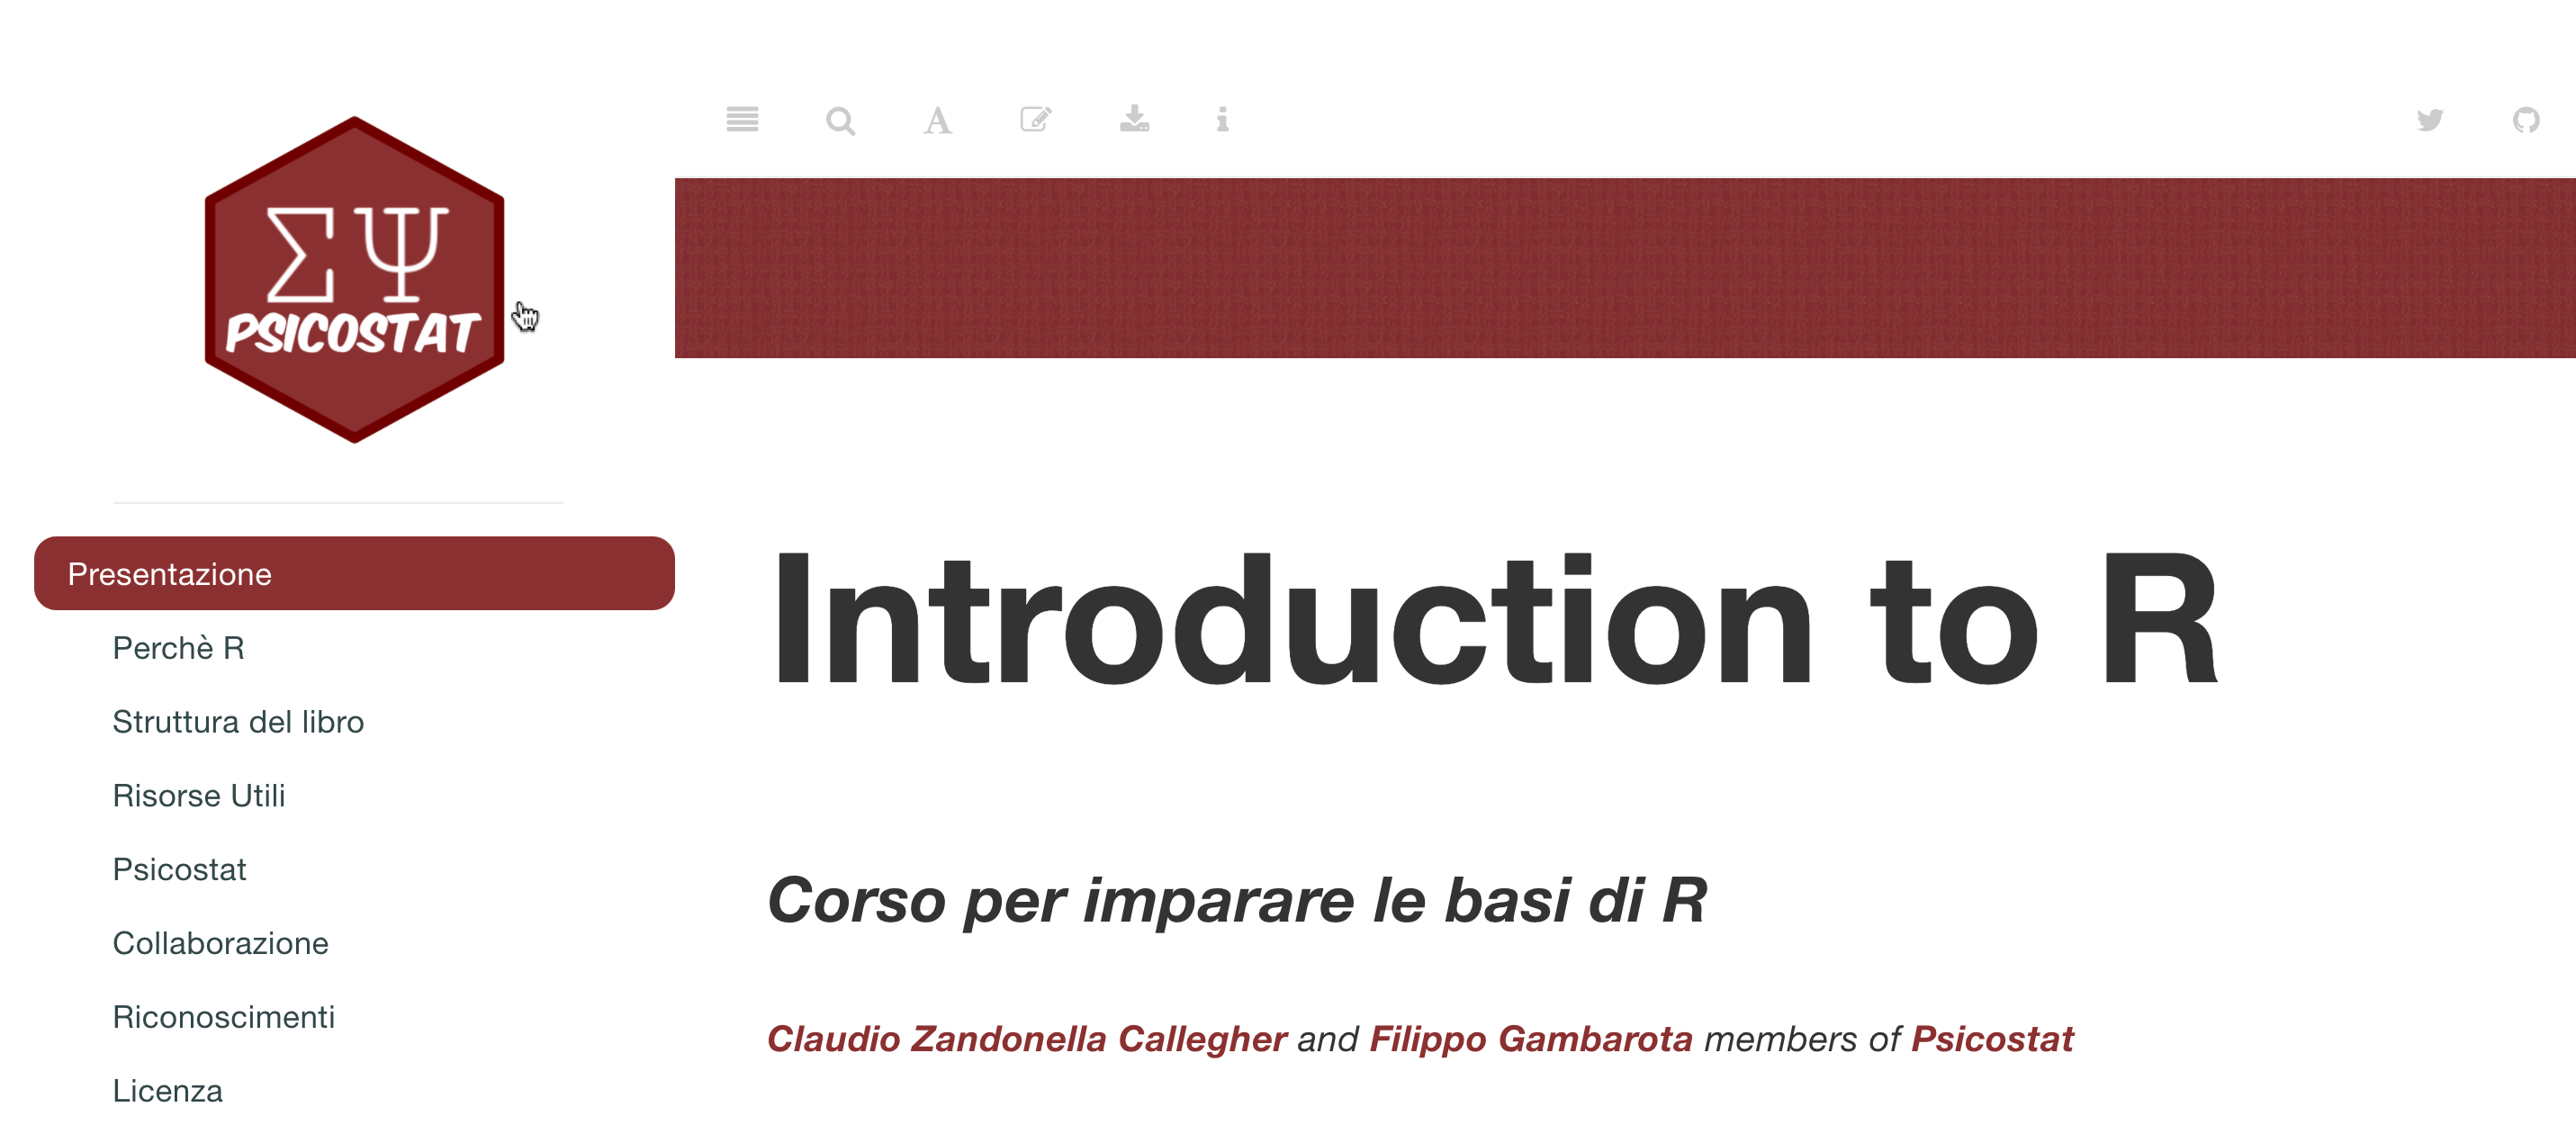 ΣΨ
PSICOSTAT
Presentazione
Perchè R
Struttura del libro
Risorse Utili
Psicostat
Collaborazione
Riconoscimenti
Licenza
Introduction to R
Corso per imparare le basi di R
Claudio Zandonella Callegher and Filippo Gambarota members of Psicostat